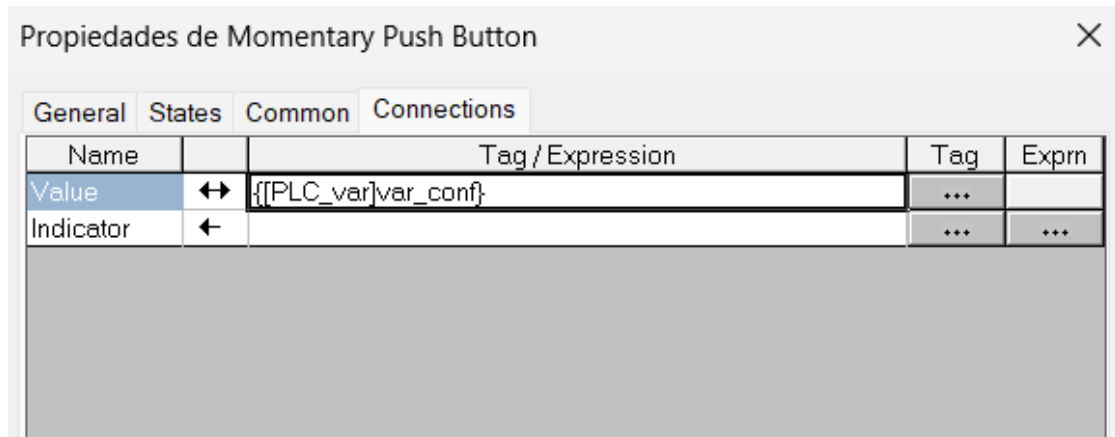 Propiedades de Momentary Push Button
General States Common Connections
Name Tag / Expression Tag Exprn
Value ↔ {[PLC_var]var_conf} ...
Indicator ← ... ...